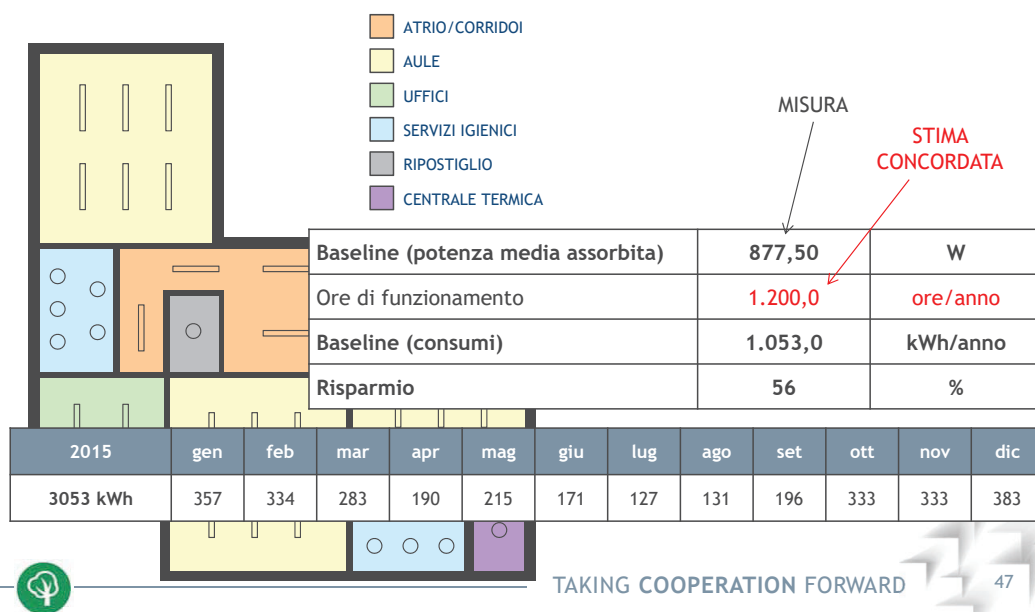 ATRIO/CORRIDOI
AULE
UFFICI
SERVIZI IGIENICI
RIPOSTIGLIO
CENTRALE TERMICA
MISURA
STIMA
CONCORDATA
Baseline (potenza media assorbita) 877,50 W
Ore di funzionamento 1.200,0 ore/anno
Baseline (consumi) 1.053,0 kWh/anno
Risparmio 56 %
2015 gen feb mar apr mag giu lug ago set ott nov dic
3053 kWh 357 334 283 190 215 171 127 131 196 333 333 383
TAKING COOPERATION FORWARD 47